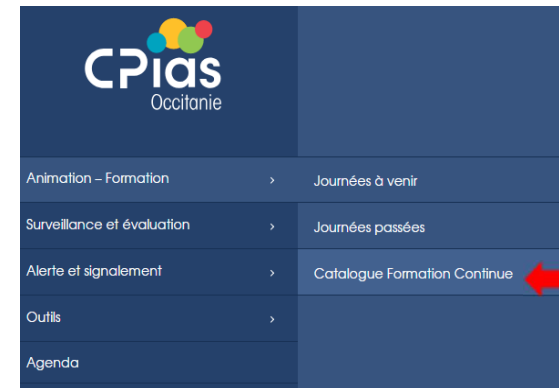 CPias
Occitanie
Animation – Formation ›
Surveillance et évaluation ›
Alerte et signalement ›
Outils ›
Agenda
Journées à venir
Journées passées
Catalogue Formation Continue